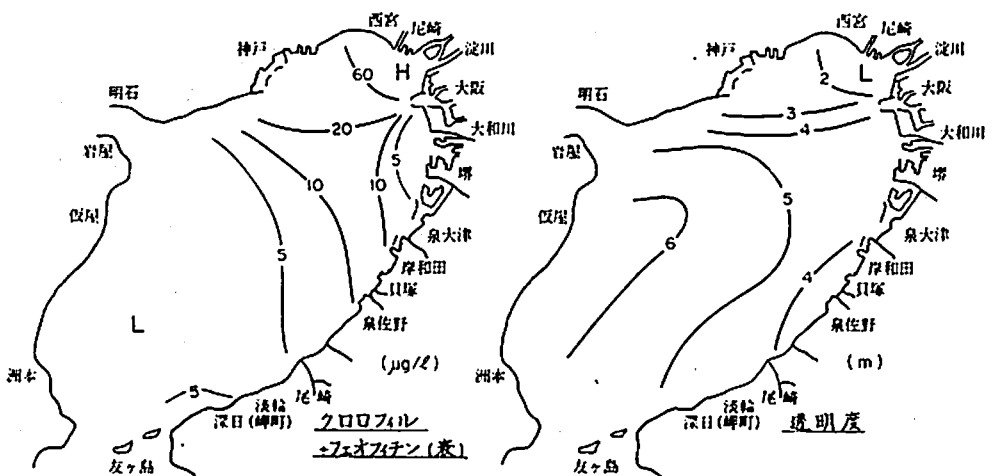 西宮
尼崎
神戸
淀川
H
60
明石
大阪
20
大和川
岩屋
5
堺
10
10
仮屋
泉大津
5
岸和田
貝塚
泉佐野
L
(μg/ℓ)
洲本
5
尾崎
淡輪
深日(岬町)
クロロフィル
+フェオフィチン(表)
友ヶ島
西宮
尼崎
神戸
淀川
L
2
明石
大阪
3
4
大和川
岩屋
堺
5
仮屋
泉大津
6
岸和田
4
貝塚
泉佐野
(m)
洲本
尾崎
淡輪
深日(岬町)
透明度
友ヶ島